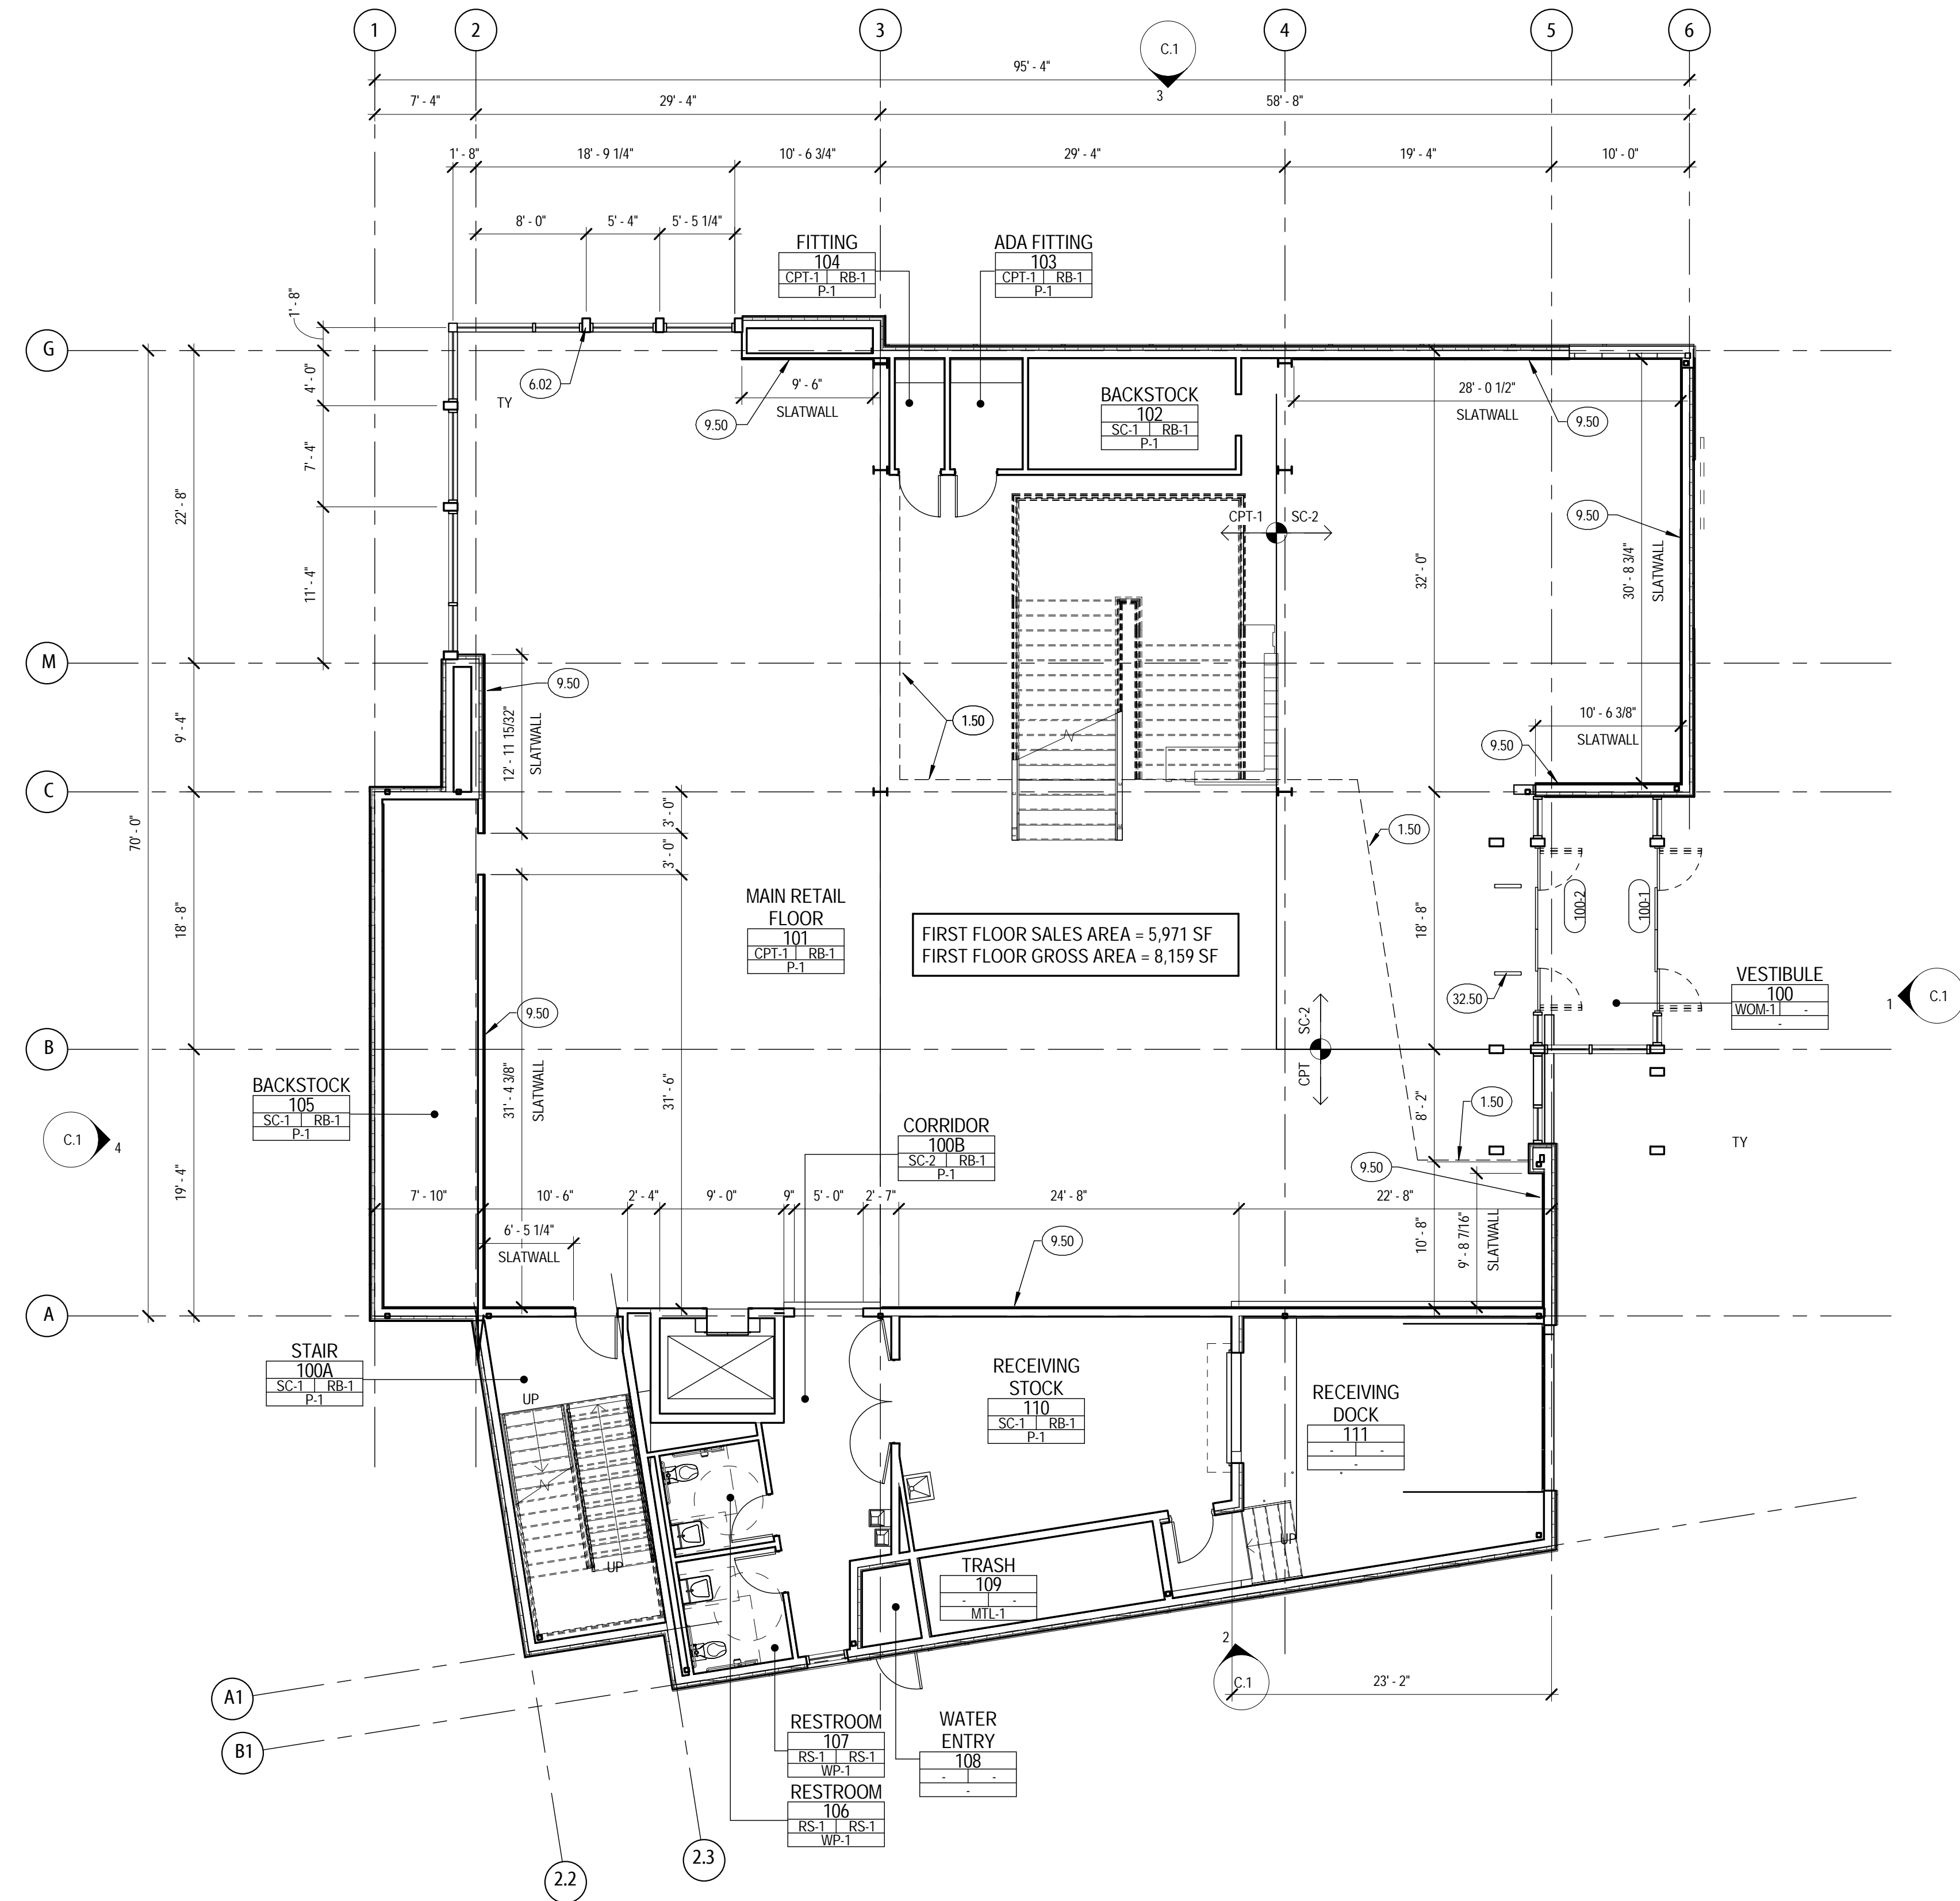 1
2
3
4
5
6
C.1
3
95' - 4"
7' - 4"
29' - 4"
58' - 8"
1' - 8"
18' - 9 1/4"
10' - 6 3/4"
29' - 4"
19' - 4"
10' - 0"
8' - 0"
5' - 4"
5' - 5 1/4"
FITTING
104
CPT-1 RB-1
P-1
ADA FITTING
103
CPT-1 RB-1
P-1
1' - 8"
G
4' - 0"
6.02
TY
9' - 6"
SLATWALL
9.50
BACKSTOCK
102
SC-1 RB-1
P-1
28' - 0 1/2"
SLATWALL
9.50
7' - 4"
22' - 8"
11' - 4"
CPT-1
SC-2
9.50
32' - 0"
30' - 8 3/4"
SLATWALL
M
9.50
12' - 11 15/32"
SLATWALL
1.50
10' - 6 3/8"
SLATWALL
9.50
9' - 4"
C
70' - 0"
3' - 0"
3' - 0"
1.50
18' - 8"
MAIN RETAIL
FLOOR
101
CPT-1 RB-1
P-1
FIRST FLOOR SALES AREA = 5,971 SF
FIRST FLOOR GROSS AREA = 8,159 SF
18' - 8"
100-2
100-1
32.50
VESTIBULE
100
WOM-1 -
-
1
C.1
9.50
SC-2
CPT
B
BACKSTOCK
105
SC-1 RB-1
P-1
31' - 4 3/8"
SLATWALL
31' - 6"
8' - 2"
1.50
C.1
4
CORRIDOR
100B
SC-2 RB-1
P-1
TY
9.50
19' - 4"
7' - 10"
10' - 6"
2' - 4"
9' - 0"
9"
5' - 0"
2' - 7"
24' - 8"
22' - 8"
6' - 5 1/4"
SLATWALL
9.50
10' - 8"
9' - 8 7/16"
SLATWALL
A
STAIR
100A
SC-1 RB-1
P-1
UP
UP
RECEIVING
STOCK
110
SC-1 RB-1
P-1
RECEIVING
DOCK
111
- -
-
UP
TRASH
109
- -
MTL-1
2
C.1
23' - 2"
A1
B1
RESTROOM
107
RS-1 RS-1
WP-1
WATER
ENTRY
108
- -
-
RESTROOM
106
RS-1 RS-1
WP-1
2.3
2.2